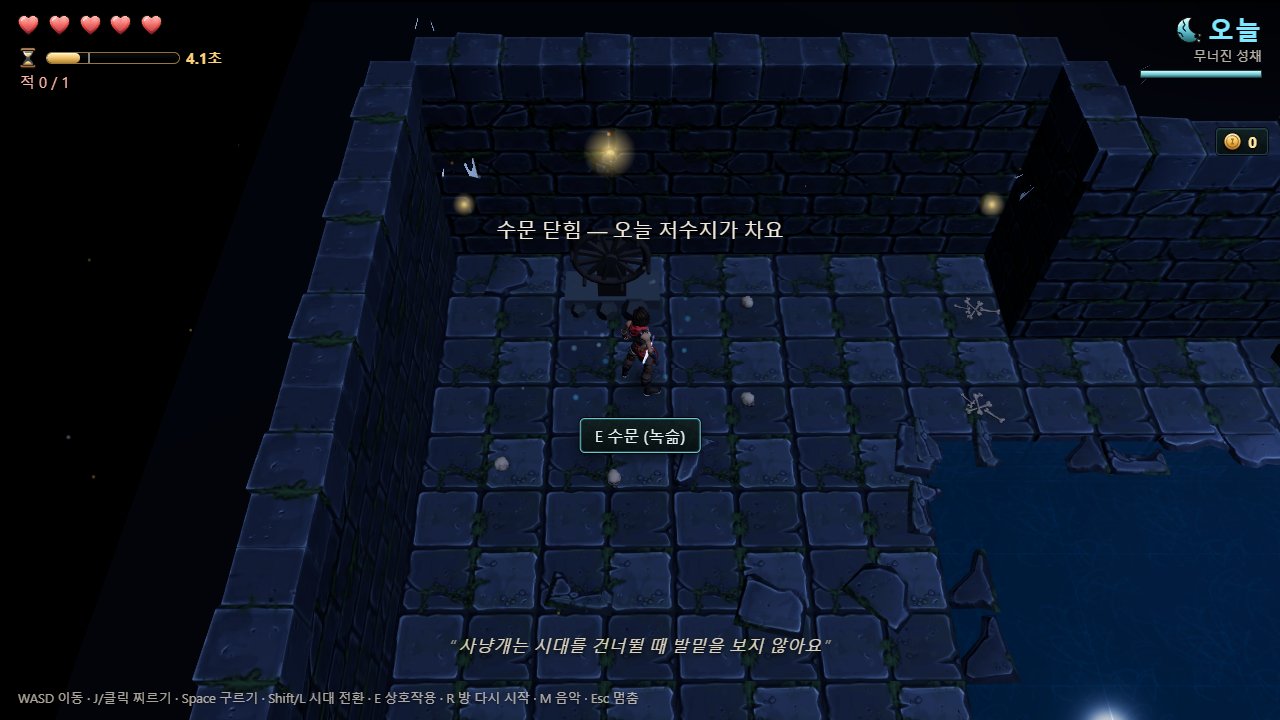 4.1초
적 0 / 1
오늘
무너진 성채
0
수문 닫힘 — 오늘 저수지가 차요
E 수문 (녹슮)
“사냥개는 시대를 건너뛸 때 발밑을 보지 않아요”
WASD 이동 · J/클릭 찌르기 · Space 구르기 · Shift/L 시대 전환 · E 상호작용 · R 방 다시 시작 · M 음악 · Esc 멈춤